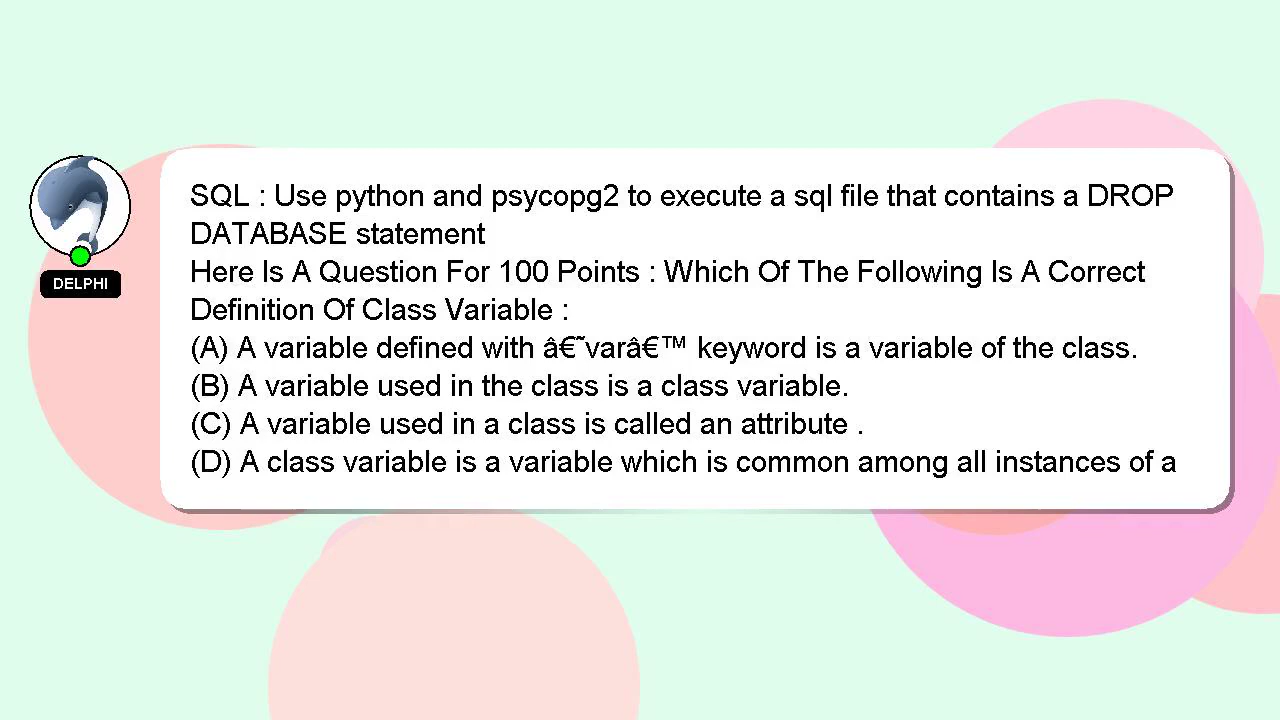 DELPHI
SQL : Use python and psycopg2 to execute a sql file that contains a DROP
DATABASE statement
Here Is A Question For 100 Points : Which Of The Following Is A Correct
Definition Of Class Variable :
(A) A variable defined with â€˜varâ€™ keyword is a variable of the class.
(B) A variable used in the class is a class variable.
(C) A variable used in a class is called an attribute .
(D) A class variable is a variable which is common among all instances of a